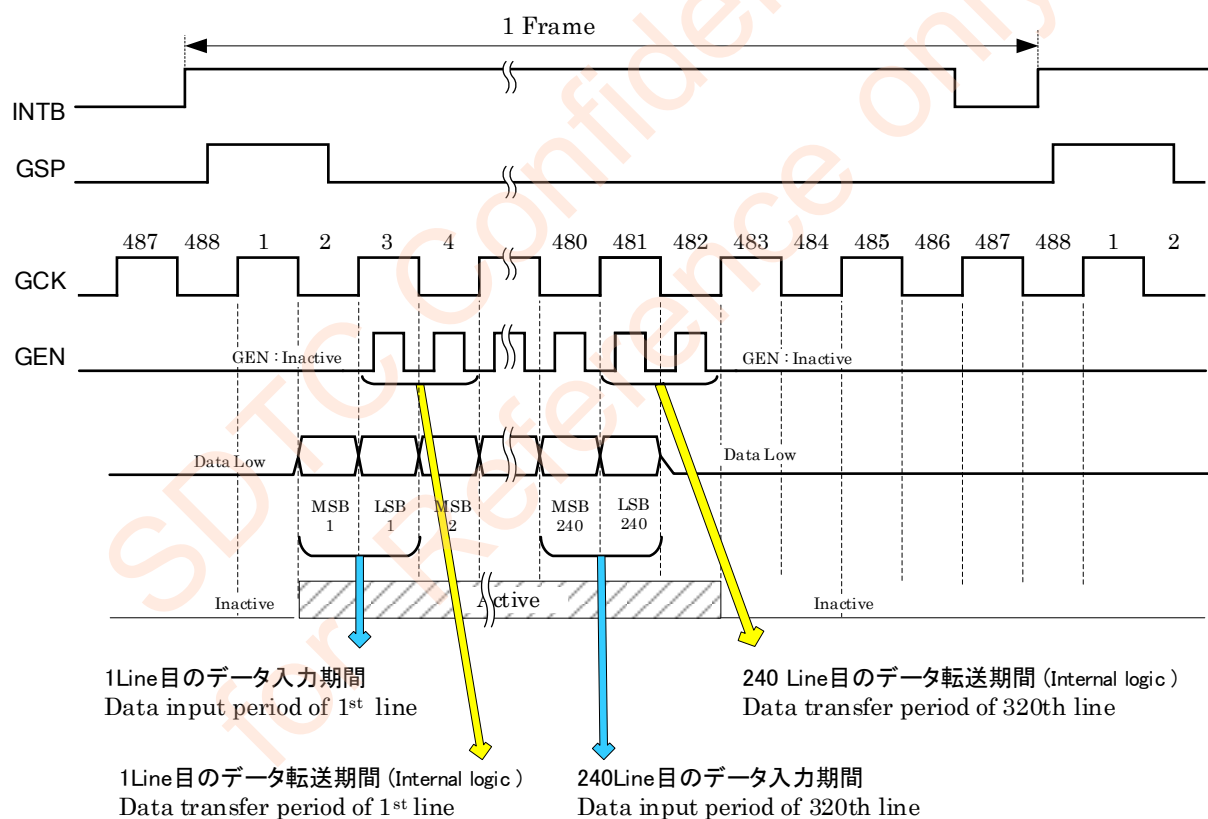 1 Frame
INTB
GSP
487 488 1 2 3 4 480 481 482 483 484 485 486 487 488 1 2
GCK
GEN
GEN : Inactive
GEN : Inactive
Data Low
Data Low
MSB 1
LSB 1
MSB 2
MSB 240
LSB 240
Inactive
Active
Inactive
1Line目のデータ入力期間
Data input period of 1st line
240 Line目のデータ転送期間 (Internal logic )
Data transfer period of 320th line
1Line目のデータ転送期間 (Internal logic )
Data transfer period of 1st line
240Line目のデータ入力期間
Data input period of 320th line
SDTC Confidential
for Reference only